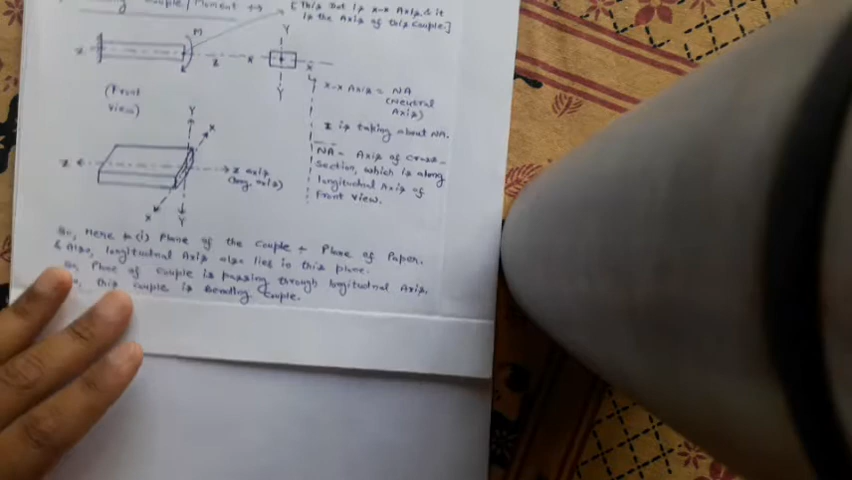 Couple/Moment ↔ [This dot is x-x Axis & it
is the Axis of this couple.]
M
Y
Z
Z
X
X
Y
(Front
View)
x-x Axis = NA
(Neutral
Axis)
I is taking about NA.
NA - Axis of cross-
section, which is along
longitudinal Axis of
Front View.
Y
X
Z
Z axis
(long. axis)
X
Y
So, Here (i) Plane of the Couple Plane of Paper.
& Also, longitudinal Axis also lies in this plane.
Plane of couple is passing through longitudinal Axis.
this couple is bending couple.